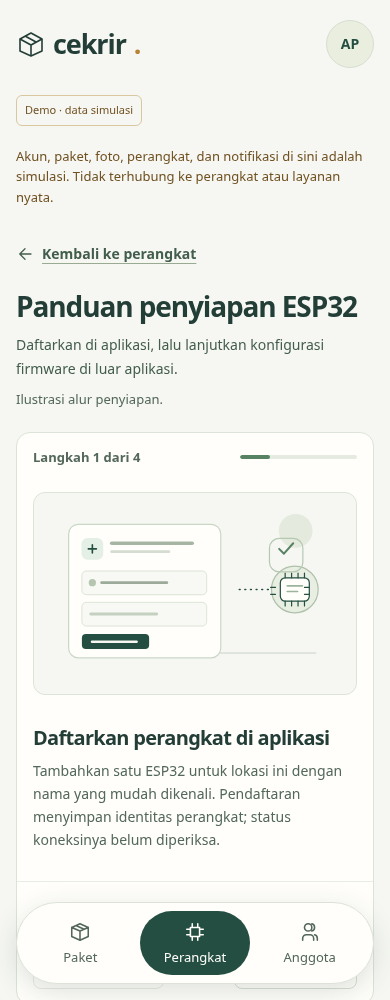 cekrir .
AP
Demo · data simulasi
Akun, paket, foto, perangkat, dan notifikasi di sini adalah
simulasi. Tidak terhubung ke perangkat atau layanan
nyata.
Kembali ke perangkat
Panduan penyiapan ESP32
Daftarkan di aplikasi, lalu lanjutkan konfigurasi
firmware di luar aplikasi.
Ilustrasi alur penyiapan.
Langkah 1 dari 4
Daftarkan perangkat di aplikasi
Tambahkan satu ESP32 untuk lokasi ini dengan
nama yang mudah dikenali. Pendaftaran
menyimpan identitas perangkat; status
koneksinya belum diperiksa.
Paket
Perangkat
Anggota